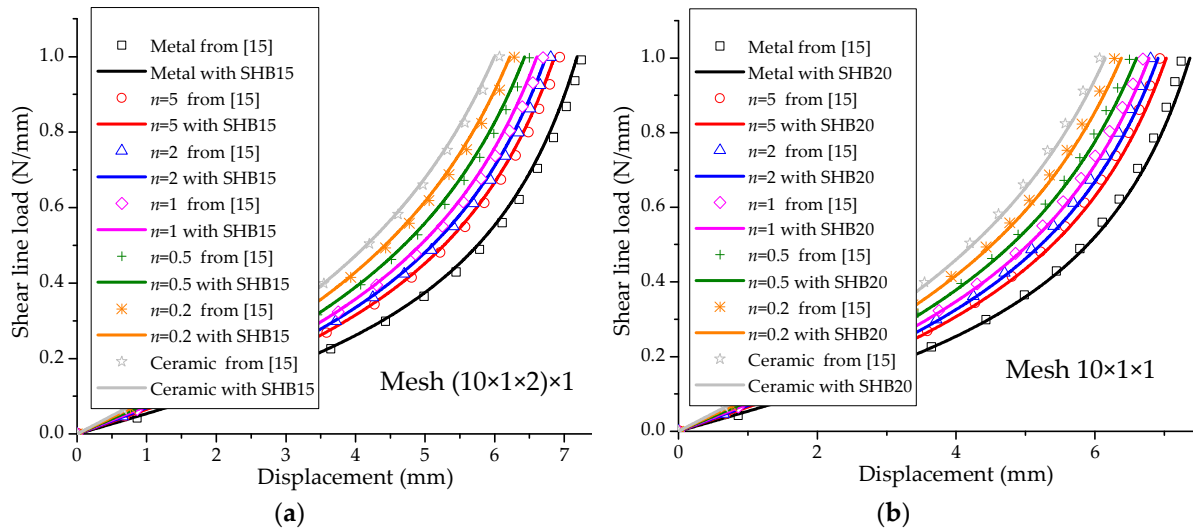 Shear line load (N/mm)
1.0
0.8
0.6
0.4
0.2
0.0
Metal from [15]
Metal with SHB15
n=5 from [15]
n=5 with SHB15
n=2 from [15]
n=2 with SHB15
n=1 from [15]
n=1 with SHB15
n=0.5 from [15]
n=0.5 with SHB15
n=0.2 from [15]
n=0.2 with SHB15
Ceramic from [15]
Ceramic with SHB15
Mesh (10×1×2)×1
0 1 2 3 4 5 6 7
Displacement (mm)
(a)
Shear line load (N/mm)
1.0
0.8
0.6
0.4
0.2
0.0
Metal from [15]
Metal with SHB20
n=5 from [15]
n=5 with SHB20
n=2 from [15]
n=2 with SHB20
n=1 from [15]
n=1 with SHB20
n=0.5 from [15]
n=0.5 with SHB20
n=0.2 from [15]
n=0.2 with SHB20
Ceramic from [15]
Ceramic with SHB20
Mesh 10×1×1
0 2 4 6
Displacement (mm)
(b)